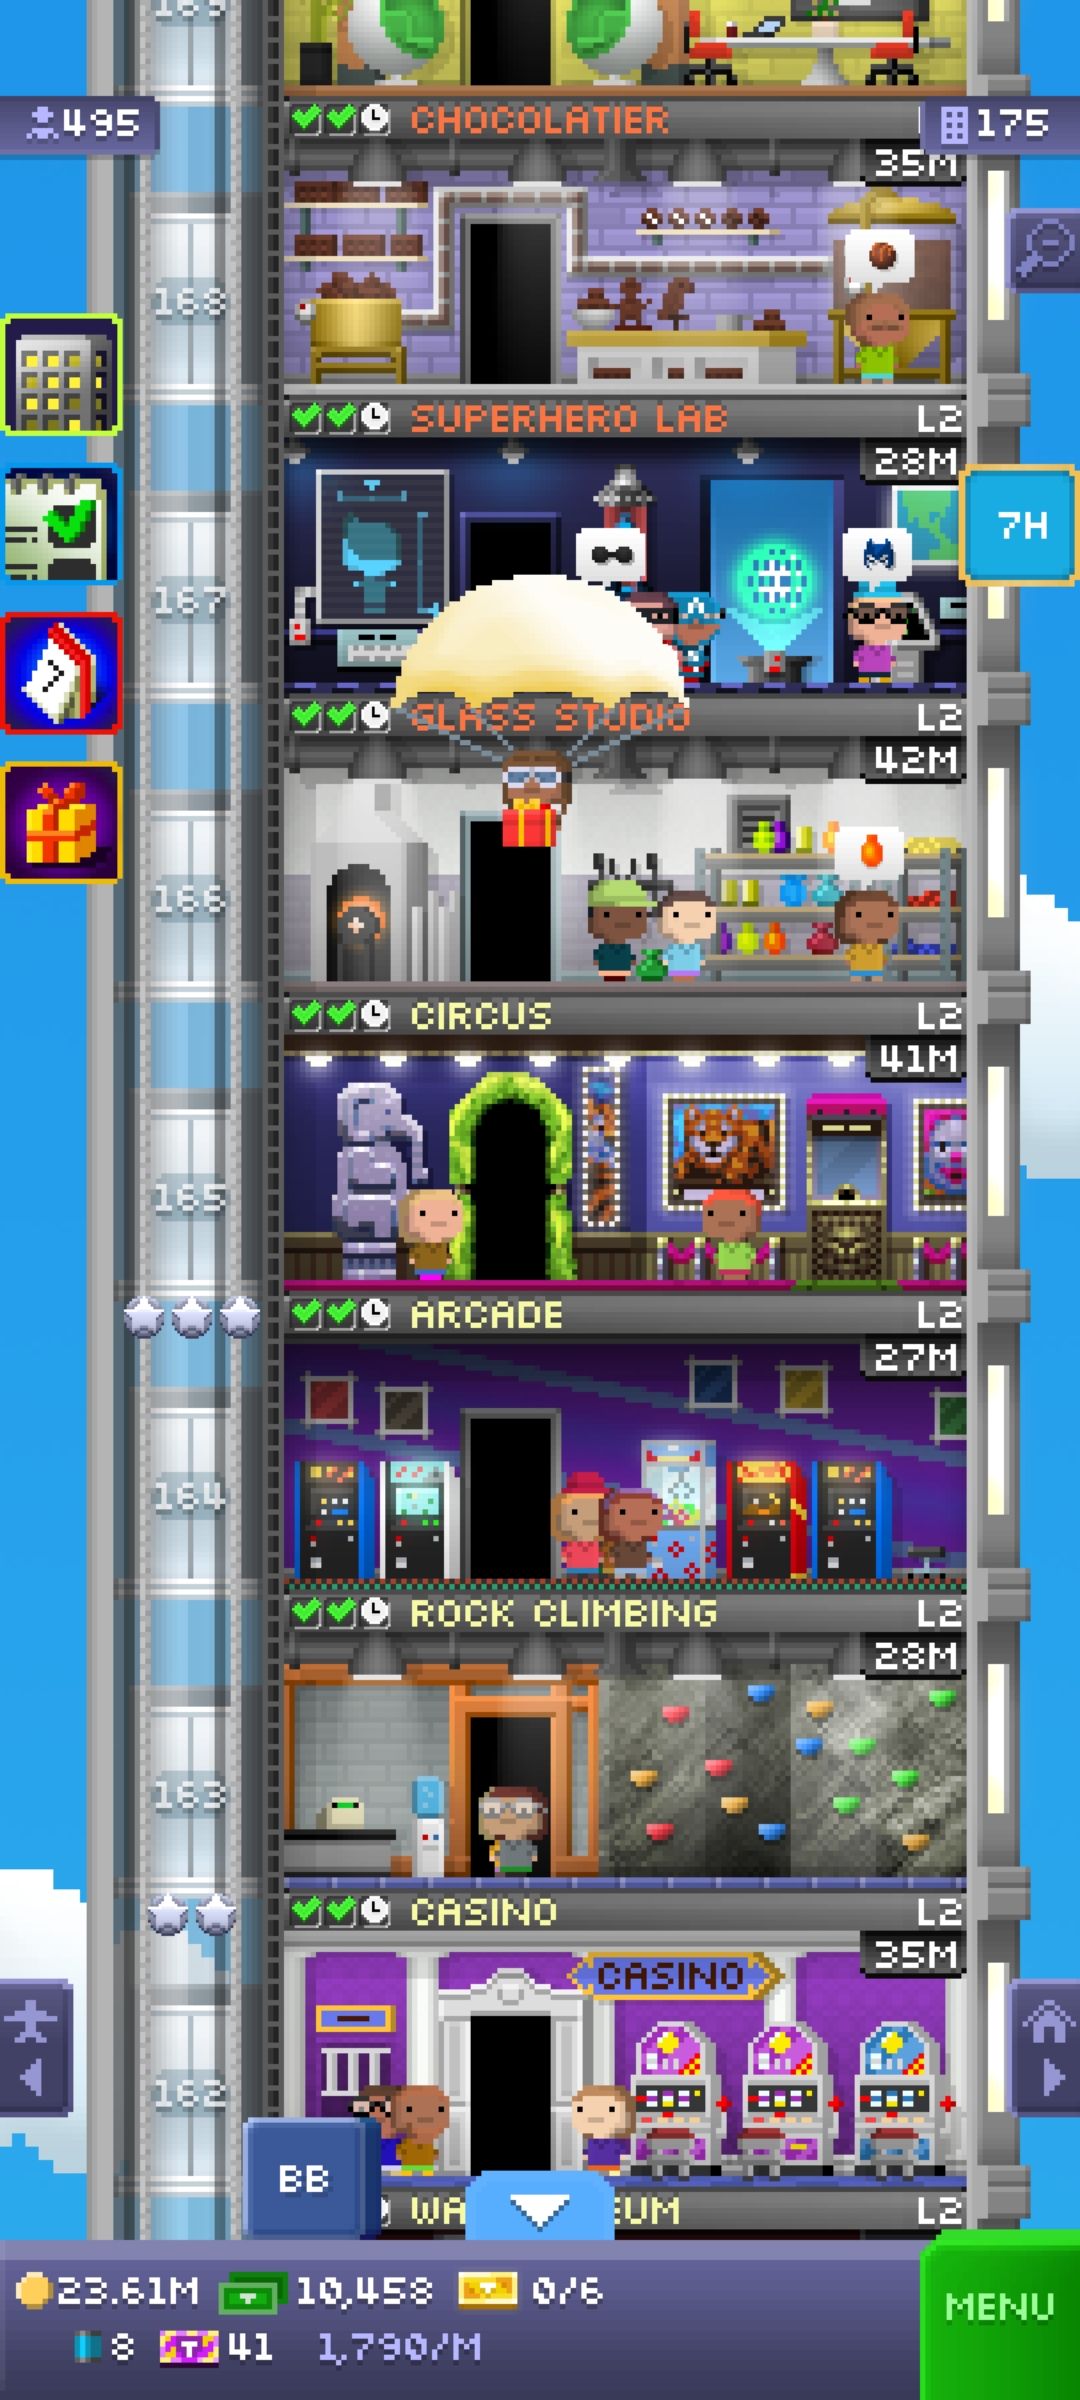 495
175
CHOCOLATIER
35M
168
SUPERHERO LAB L2
28M
7H
167
GLASS STUDIO L2
42M
166
CIRCUS L2
41M
165
ARCADE L2
27M
164
ROCK CLIMBING L2
28M
163
CASINO L2
35M
CASINO
162
BB
L2
23.61M 10,458 0/6
MENU
8 T 41 1,790/M